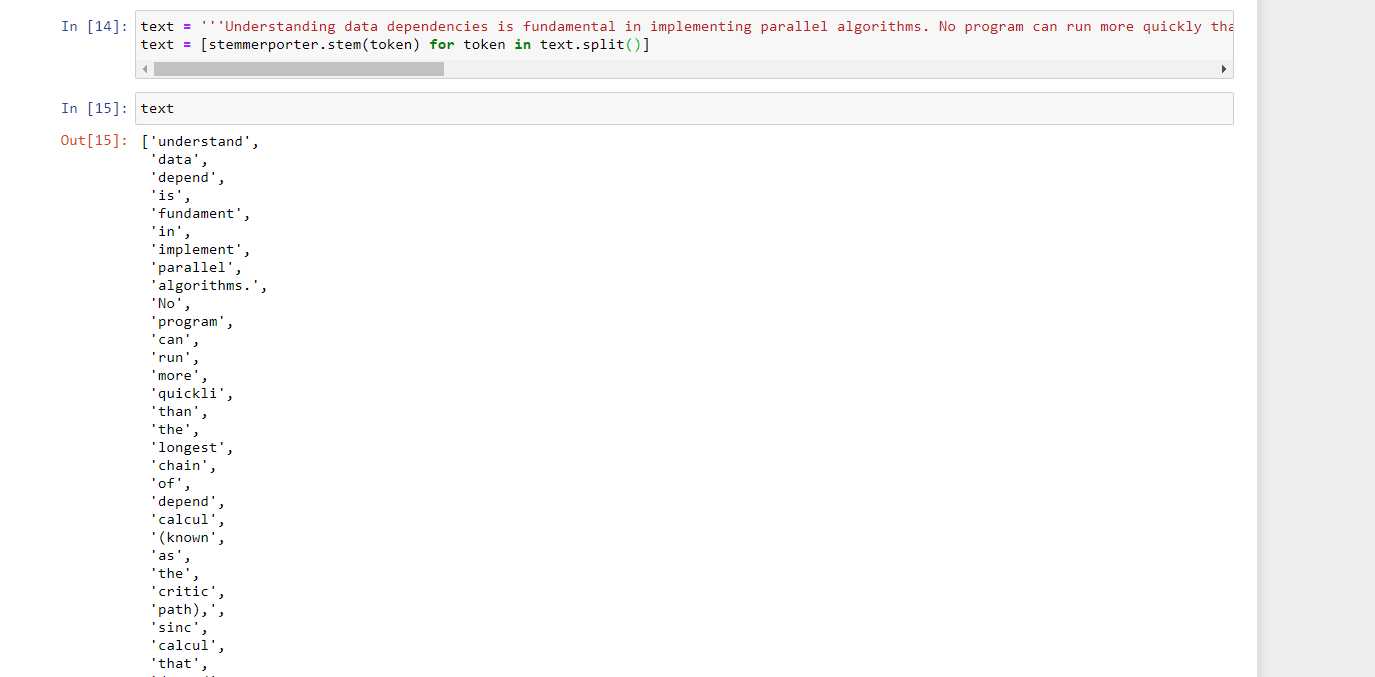 In [14]: text = '''Understanding data dependencies is fundamental in implementing parallel algorithms. No program can run more quickly tha
text = [stemmerporter.stem(token) for token in text.split()]
In [15]: text
Out[15]: ['understand',
'data',
'depend',
'is',
'fundament',
'in',
'implement',
'parallel',
'algorithms.',
'No',
'program',
'can',
'run',
'more',
'quickli',
'than',
'the',
'longest',
'chain',
'of',
'depend',
'calcul',
'(known',
'as',
'the',
'critic',
'path),',
'sinc',
'calcul',
'that',